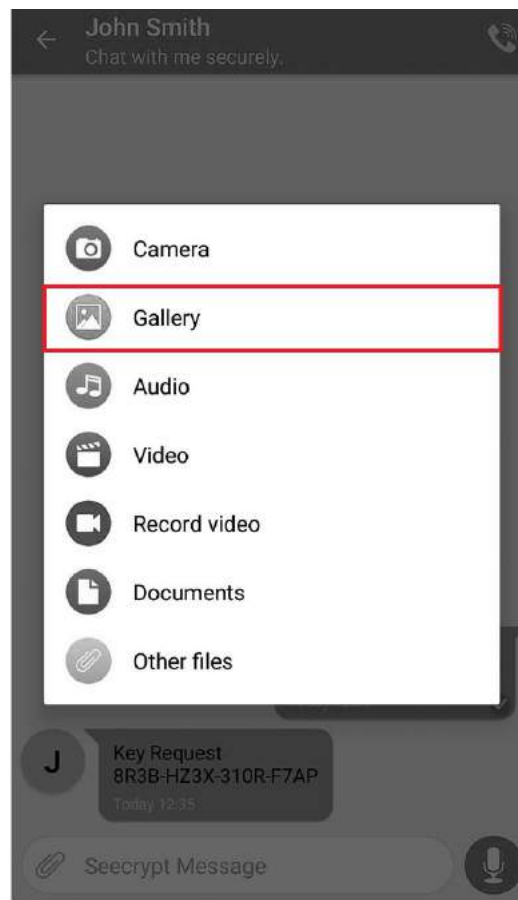 John Smith
Chat with me securely.
Camera
Gallery
Audio
Video
Record video
Documents
Other files
J
Key Request
8R3B-HZ3X-310R-F7AP
Today 12:35
Seecrypt Message